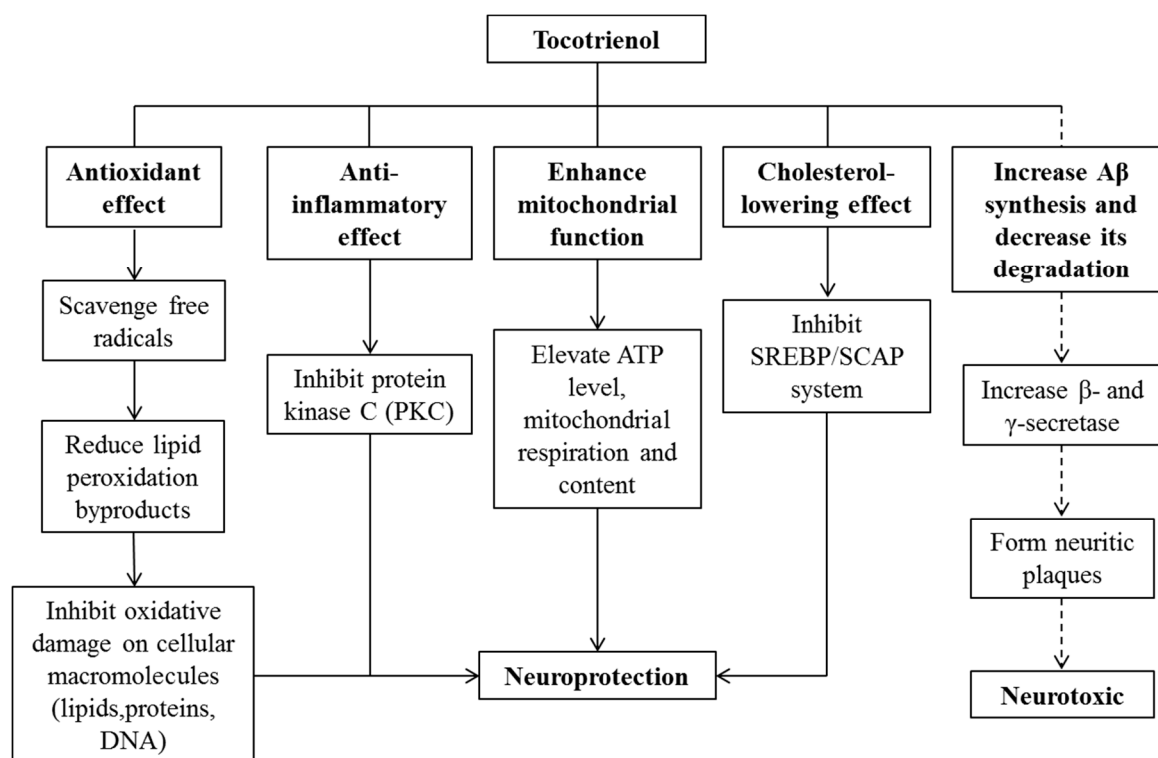 Tocotrienol
Antioxidant
effect
Anti-
inflammatory
effect
Enhance
mitochondrial
function
Cholesterol-
lowering effect
Increase Aβ
synthesis and
decrease its
degradation
Scavenge free
radicals
Reduce lipid
peroxidation
byproducts
Inhibit oxidative
damage on cellular
macromolecules
(lipids,proteins,
DNA)
Inhibit protein
kinase C (PKC)
Elevate ATP
level,
mitochondrial
respiration and
content
Inhibit
SREBP/SCAP
system
Increase β- and
γ-secretase
Form neuritic
plaques
Neuroprotection
Neurotoxic